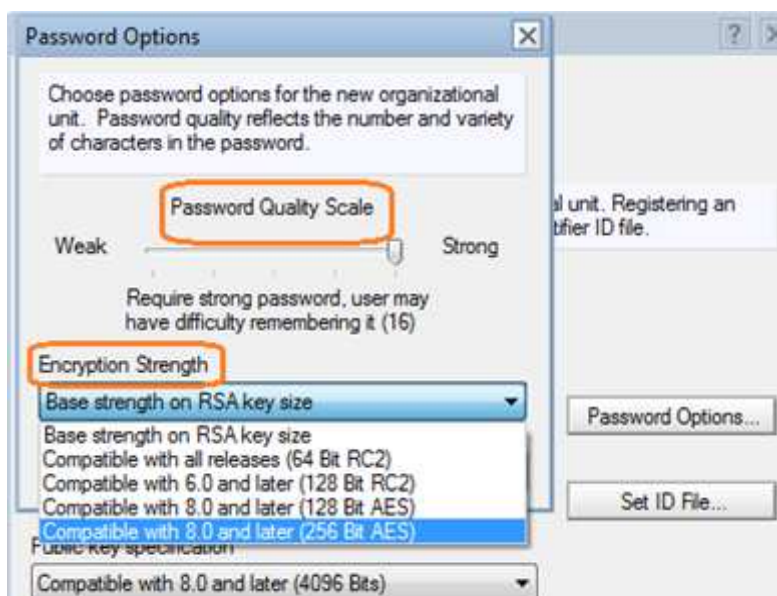 Password Options
Choose password options for the new organizational
unit. Password quality reflects the number and variety
of characters in the password.
Password Quality Scale
Weak
Strong
Require strong password, user may
have difficulty remembering it (16)
Encryption Strength
Base strength on RSA key size
Base strength on RSA key size
Compatible with all releases (64 Bit RC2)
Compatible with 6.0 and later (128 Bit RC2)
Compatible with 8.0 and later (128 Bit AES)
Compatible with 8.0 and later (256 Bit AES)
?
al unit. Registering an
tifier ID file.
Password Options...
Set ID File...
Public key specification
Compatible with 8.0 and later (4096 Bits)